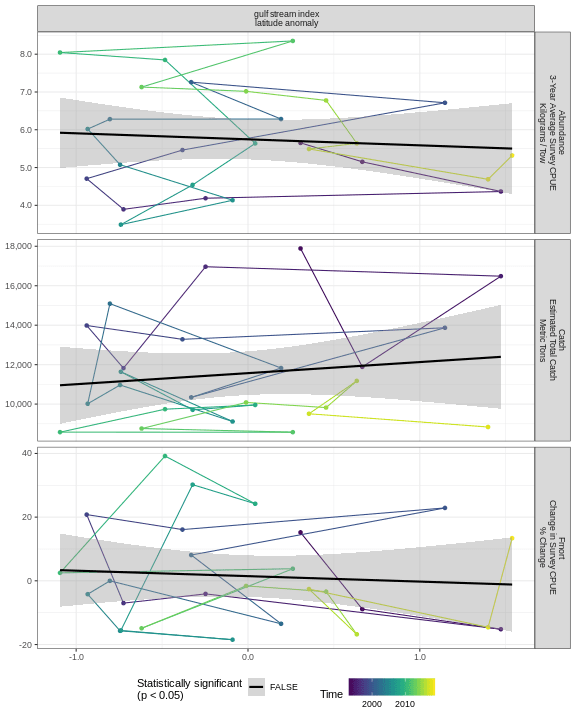 gulf stream index
latitude anomaly
8.0
7.0
6.0
5.0
4.0
Abundance
3-Year Average Survey CPUE
Kilograms / Tow
18,000
16,000
14,000
12,000
10,000
Catch
Estimated Total Catch
Metric Tons
40
20
0
-20
Fmort
Change in Survey CPUE
% Change
-1.0
0.0
1.0
Statistically significant
(p < 0.05)
FALSE
Time
2000
2010